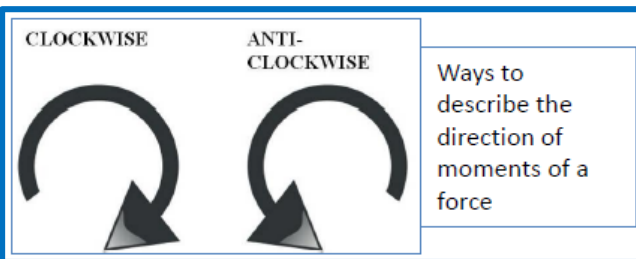 CLOCKWISE
ANTI-
CLOCKWISE
Ways to
describe the
direction of
moments of a
force